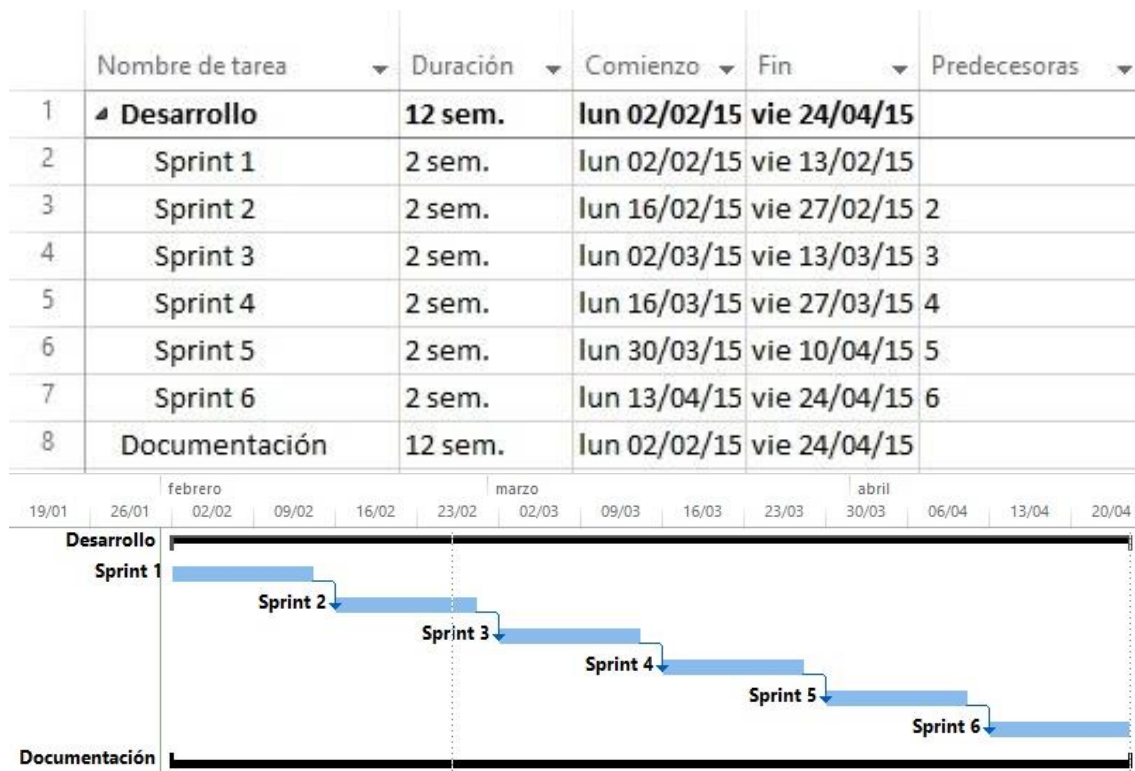 Nombre de tarea Duración Comienzo Fin Predecesoras
1 Desarrollo 12 sem. lun 02/02/15 vie 24/04/15
2 Sprint 1 2 sem. lun 02/02/15 vie 13/02/15
3 Sprint 2 2 sem. lun 16/02/15 vie 27/02/15 2
4 Sprint 3 2 sem. lun 02/03/15 vie 13/03/15 3
5 Sprint 4 2 sem. lun 16/03/15 vie 27/03/15 4
6 Sprint 5 2 sem. lun 30/03/15 vie 10/04/15 5
7 Sprint 6 2 sem. lun 13/04/15 vie 24/04/15 6
8 Documentación 12 sem. lun 02/02/15 vie 24/04/15
febrero marzo abril
19/01 26/01 02/02 09/02 16/02 23/02 02/03 09/03 16/03 23/03 30/03 06/04 13/04 20/04
Desarrollo
Sprint 1
Sprint 2
Sprint 3
Sprint 4
Sprint 5
Sprint 6
Documentación